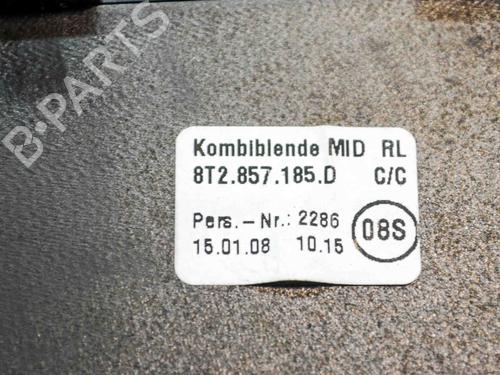 B-PARTS
Kombiblende MID RL
8T2.857.185.D C/C
Pers.-Nr.: 2286
15.01.08 10.15
08S